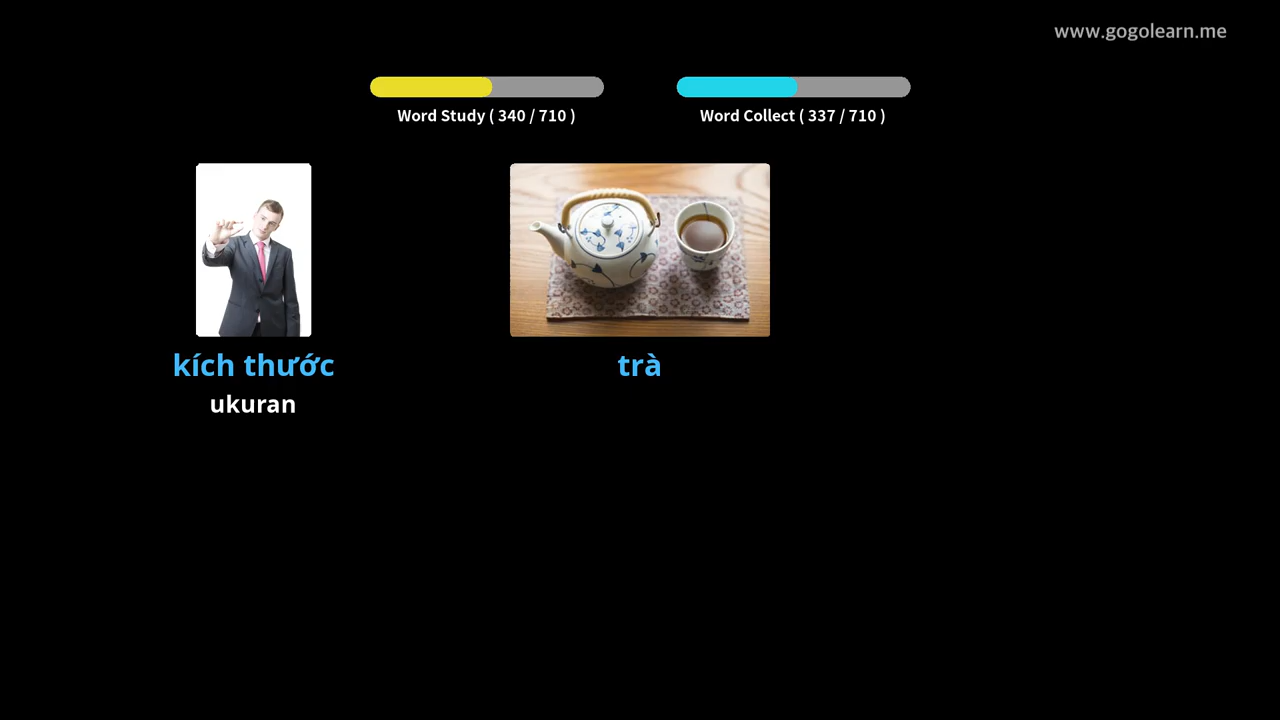 www.gogolearn.me
Word Study ( 340 / 710 )
Word Collect ( 337 / 710 )
kích thước
trà
ukuran